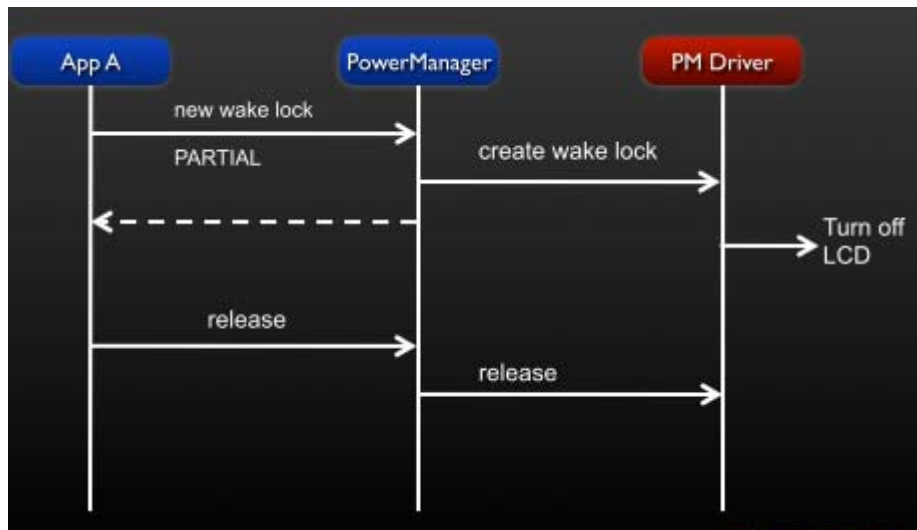 App A
PowerManager
PM Driver
new wake lock
PARTIAL
create wake lock
Turn off
LCD
release
release